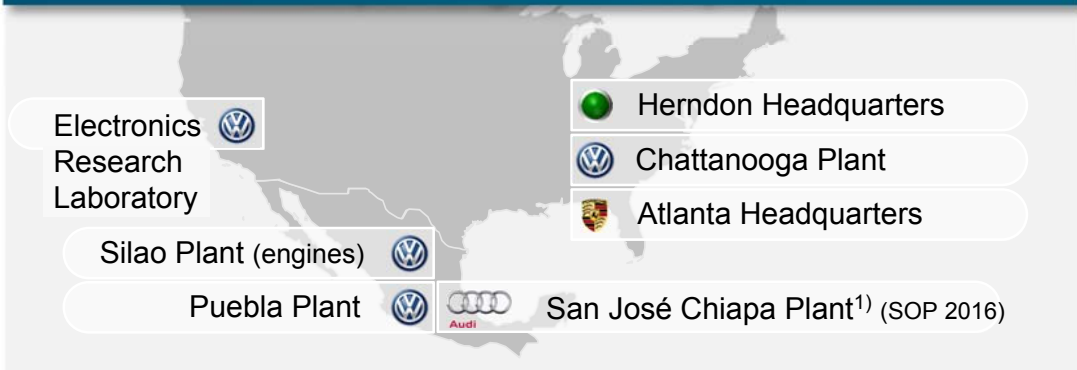 Electronics
Research
Laboratory
Herndon Headquarters
Chattanooga Plant
Atlanta Headquarters
Silao Plant (engines)
Puebla Plant
Audi
San José Chiapa Plant¹⁾ (SOP 2016)